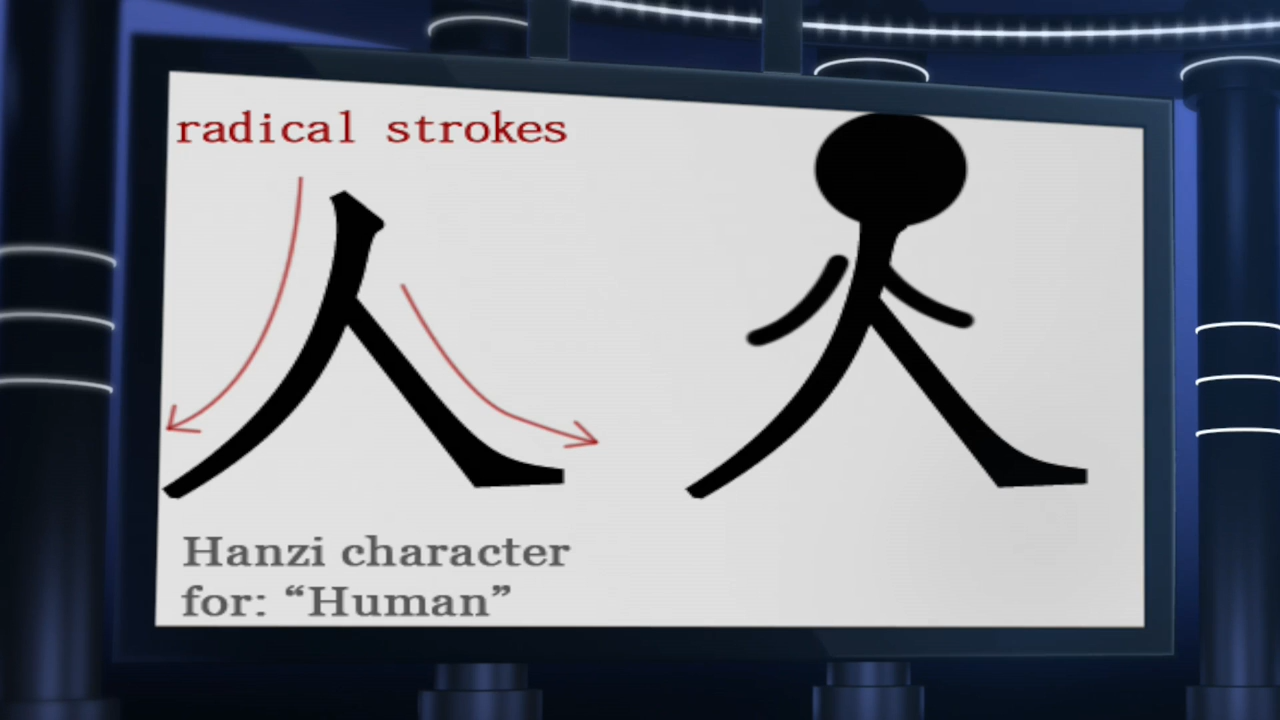 radical strokes
人
Hanzi character
for: “Human”